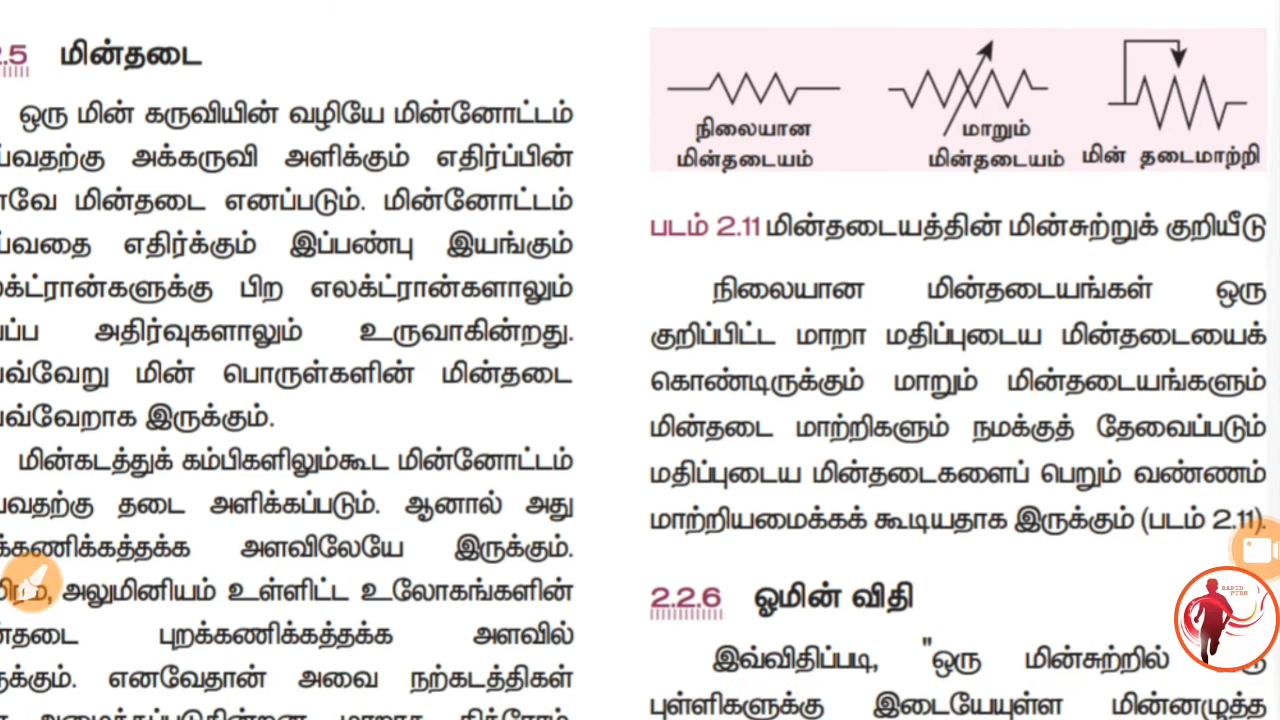 .5 மின்தடை
ஒரு மின் கருவியின் வழியே மின்னோட்டம்
அக்கருவி அளிக்கும் எதிர்ப்பின்
மின்தடை எனப்படும். மின்னோட்டம்
எதிர்க்கும் இப்பண்பு இயங்கும்
பிற எலக்ட்ரான்களாலும்
அதிர்வுகளாலும் உருவாகின்றது.
மின் பொருள்களின் மின்தடை
இருக்கும்.
மின்கடத்துக் கம்பிகளிலும்கூட மின்னோட்டம்
தடை அளிக்கப்படும். ஆனால் அது
அளவிலேயே இருக்கும்.
அலுமினியம் உள்ளிட்ட உலோகங்களின்
புறக்கணிக்கத்தக்க அளவில்
எனவேதான் அவை நற்கடத்திகள்
நிலையான மின்தடையம்
மாறும் மின்தடையம்
மின் தடைமாற்றி
படம் 2.11 மின்தடையத்தின் மின்சுற்றுக் குறியீடு
நிலையான மின்தடையங்கள் ஒரு
குறிப்பிட்ட மாறா மதிப்புடைய மின்தடையைக்
கொண்டிருக்கும் மாறும் மின்தடையங்களும்
மின்தடை மாற்றிகளும் நமக்குத் தேவைப்படும்
மதிப்புடைய மின்தடைகளைப் பெறும் வண்ணம்
மாற்றியமைக்கக் கூடியதாக இருக்கும் (படம் 2.11).
2.2.6 ஓமின் விதி
இவ்விதிப்படி, "ஒரு மின்சுற்றில்
புள்ளிகளுக்கு இடையேயுள்ள மின்னழுத்த
RAPID
FIRE